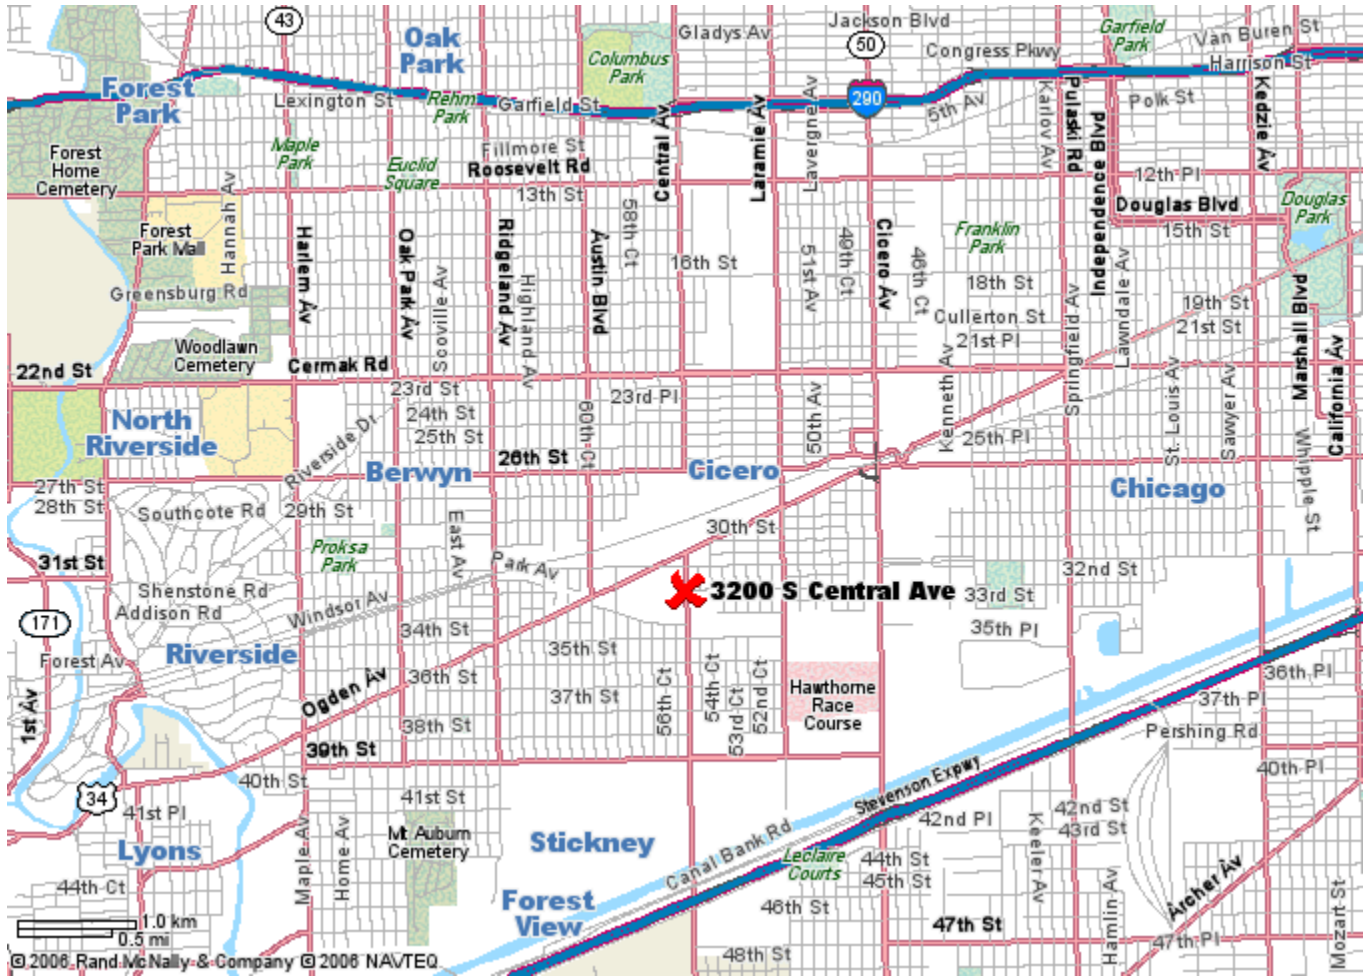 43
Oak
Park
Gladys Av
Jackson Blvd
50
Garfield
Park
Van Buren St
Columbus
Park
Congress Pkwy
Harrison St
Forest
Park
Lexington St
Rehm
Park
Garfield St
290
5th Av
Polk St
Karlov Av
Pulaski Rd
Independence Blvd
Kedzie Av
Central Av
Laramie Av
Lavergne Av
Forest
Home
Cemetery
Maple
Park
Euclid
Square
Fillmore St
Roosevelt Rd
13th St
12th Pl
Douglas Blvd
15th St
Douglas
Park
Hannah Av
Forest
Park Mall
Harlem Av
Oak Park Av
Scoville Av
Ridgeland Av
Highland Av
Austin Blvd
58th Ct
16th St
51st Av
49th Ct
Cicero Av
46th Ct
Franklin
Park
18th St
Cullerton St
21st Pl
Springfield Av
Lawndale Av
19th St
21st St
Marshall Blvd
California Av
Greensburg Rd
Woodlawn
Cemetery
Cermak Rd
22nd St
23rd St
24th St
25th St
23rd Pl
60th Ct
50th Av
Kenneth Av
25th Pl
St. Louis Av
Sawyer Av
Whipple St
North
Riverside
Riverside Dr
Berwyn
26th St
Cicero
Chicago
27th St
28th St
Southcote Rd
29th St
East Av
30th St
31st St
Proksa
Park
Park Av
32nd St
Shenstone Rd
Addison Rd
Windsor Av
3200 S Central Ave
33rd St
171
34th St
35th St
35th Pl
Riverside
Forest Av
36th St
37th St
56th Ct
54th Ct
53rd Ct
52nd Ct
Hawthorne
Race
Course
36th Pl
37th Pl
1st Av
Ogden Av
38th St
39th St
Pershing Rd
40th St
40th Pl
34
41st Pl
41st St
Stevenson Expwy
42nd Pl
42nd St
43rd St
Lyons
Maple Av
Home Av
Mt Auburn
Cemetery
Stickney
Canal Bank Rd
Leclaire
Courts
44th St
45th St
Keeler Av
Hamlin Av
Archer Av
Mozart St
44th Ct
Forest
View
46th St
47th St
47th Pl
48th St
1.0 km
0.5 mi
© 2006 Rand McNally & Company © 2006 NAVTEQ